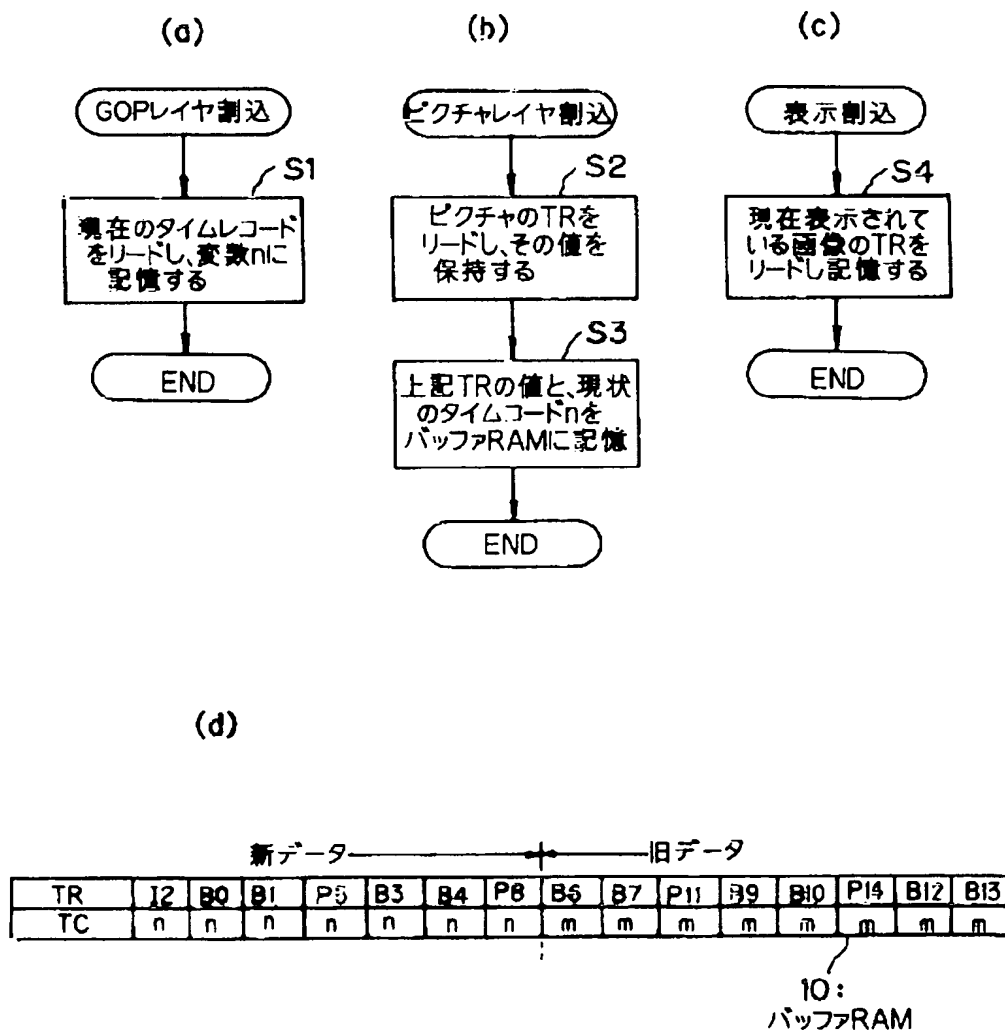 (a)
(b)
(c)
GOPレイヤ割込
ピクチャレイヤ割込
表示割込
S1
S2
S4
現在のタイムレコード
をリードし、変数nに
記憶する
ピクチャのTRを
リードし、その値を
保持する
現在表示されて
いる画像のTRを
リードし記憶する
S3
END
上記TRの値と、現状
のタイムコードnを
バッファRAMに記憶
END
END
(d)
新データ
旧データ
TR I2 B0 B1 P5 B3 B4 P8 B6 B7 P11 B9 B10 P14 B12 B13
TC n n n n n n n m m m m m m m m
10:
バッファRAM